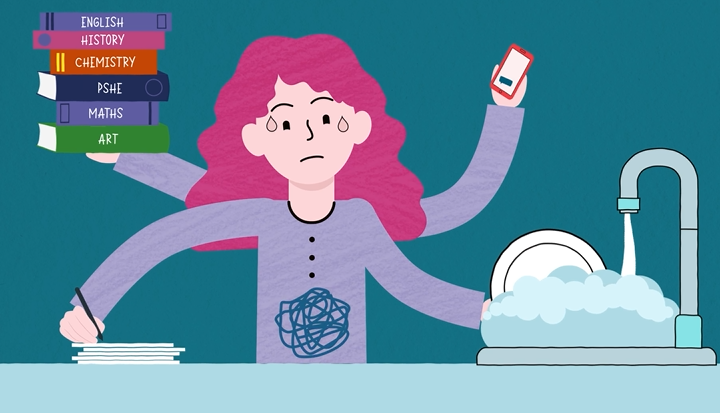 ENGLISH
HISTORY
CHEMISTRY
PSHE
MATHS
ART